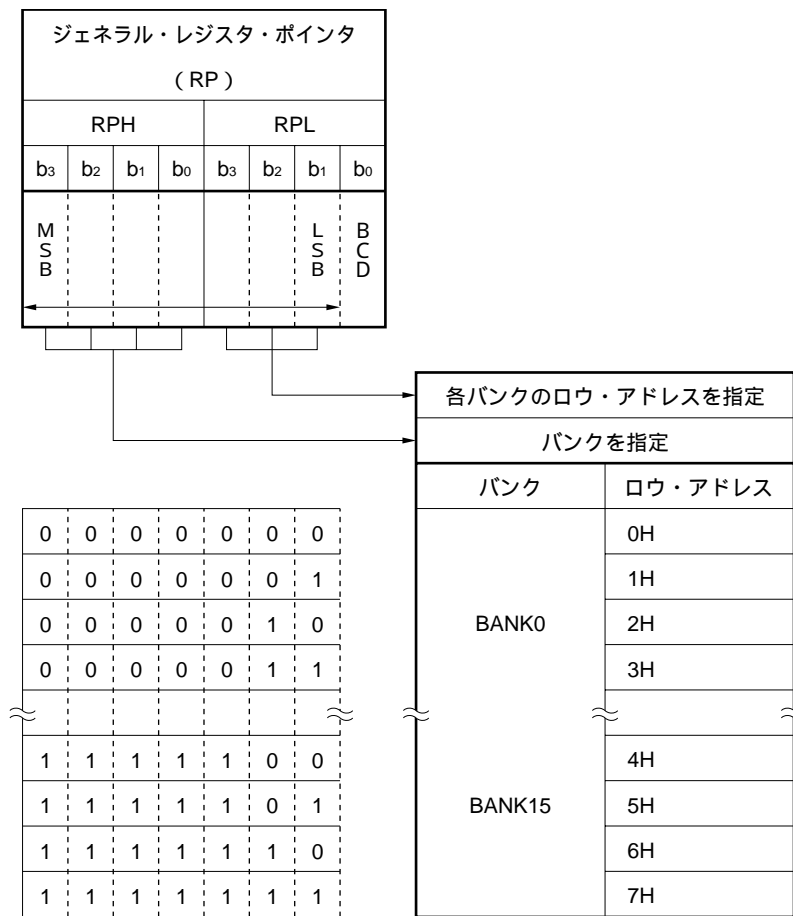 ジェネラル・レジスタ・ポインタ
（RP）
RPH RPL
b3 b2 b1 b0 b3 b2 b1 b0
MSB LSB BCD
各バンクのロウ・アドレスを指定
バンクを指定
バンク ロウ・アドレス
0 0 0 0 0 0 0 0H
0 0 0 0 0 0 1 1H
0 0 0 0 0 1 0 BANK0 2H
0 0 0 0 0 1 1 3H
1 1 1 1 1 0 0 4H
1 1 1 1 1 0 1 BANK15 5H
1 1 1 1 1 1 0 6H
1 1 1 1 1 1 1 7H